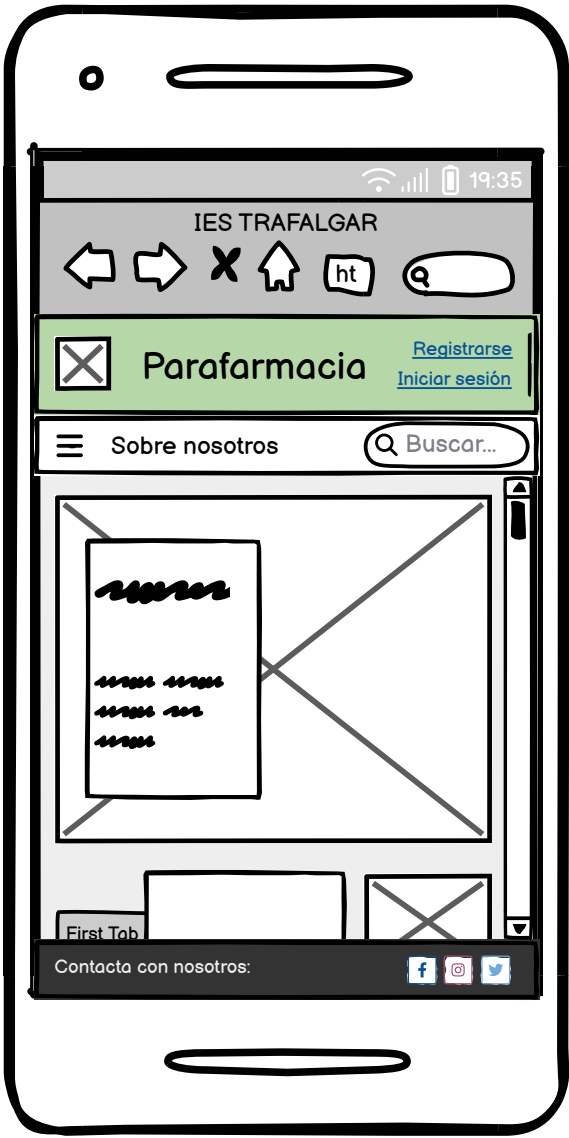 19:35
IES TRAFALGAR
ht
Parafarmacia
Registrarse
Iniciar sesión
Sobre nosotros
Buscar...
First Tab
Contacta con nosotros: